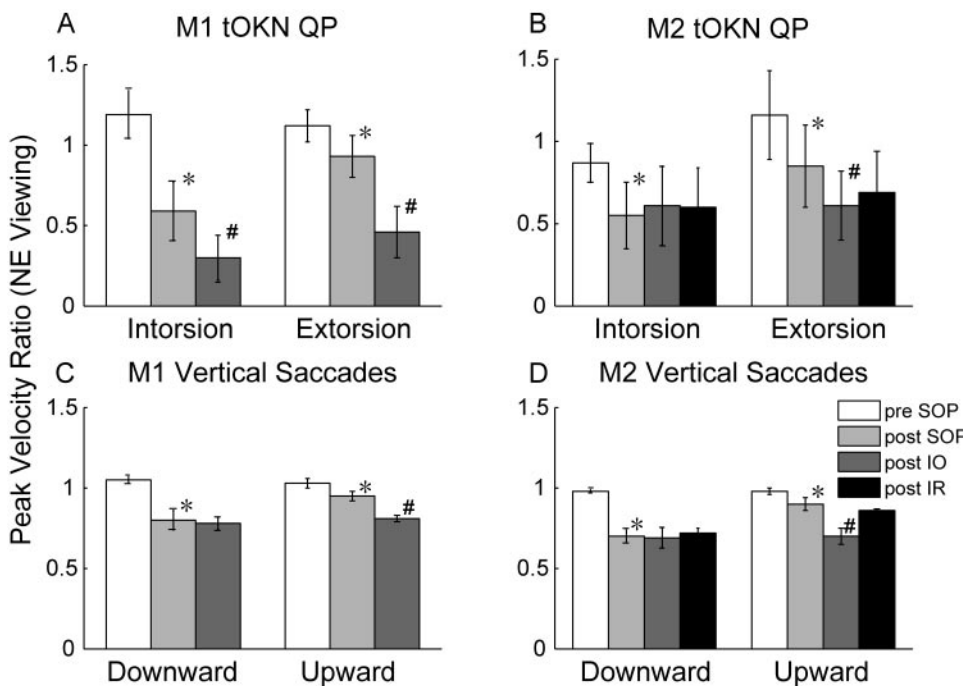 A
M1 tOKN QP
B
M2 tOKN QP
Peak Velocity Ratio (NE Viewing)
1.5
1
0.5
0
*
#
*
#
Intorsion
Extorsion
1.5
1
0.5
0
*
*
#
Intorsion
Extorsion
C
M1 Vertical Saccades
D
M2 Vertical Saccades
1.5
1
0.5
0
*
*
#
Downward
Upward
1.5
1
0.5
0
*
*
#
Downward
Upward
pre SOP
post SOP
post IO
post IR